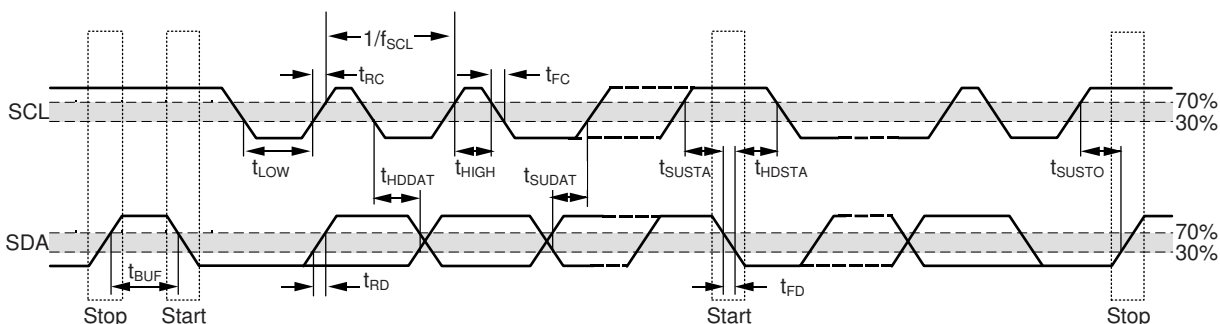 1/fSCL
tRC
tFC
SCL
70%
30%
tLOW
tHDDAT
tHIGH
tSUDAT
tSUSTA
tHDSTA
tSUSTO
SDA
70%
30%
tBUF
tRD
tFD
Stop
Start
Start
Stop